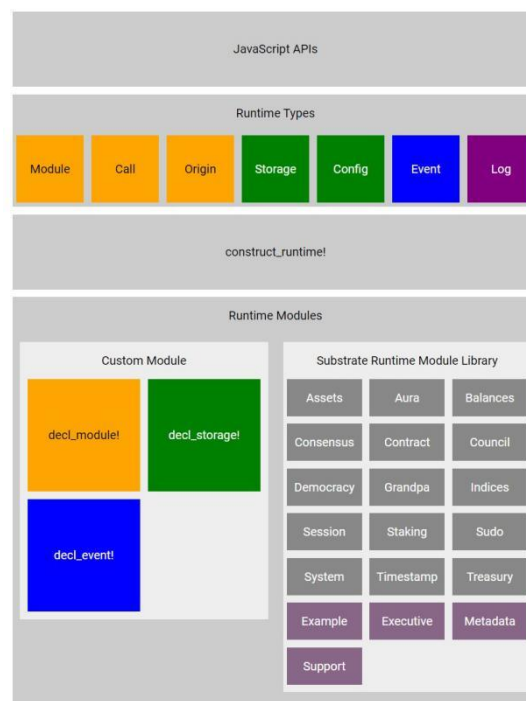 JavaScript APIs
Runtime Types
Module Call Origin Storage Config Event Log
construct_runtime!
Runtime Modules
Custom Module
decl_module! decl_storage!
decl_event!
Substrate Runtime Module Library
Assets Aura Balances
Consensus Contract Council
Democracy Grandpa Indices
Session Staking Sudo
System Timestamp Treasury
Example Executive Metadata
Support